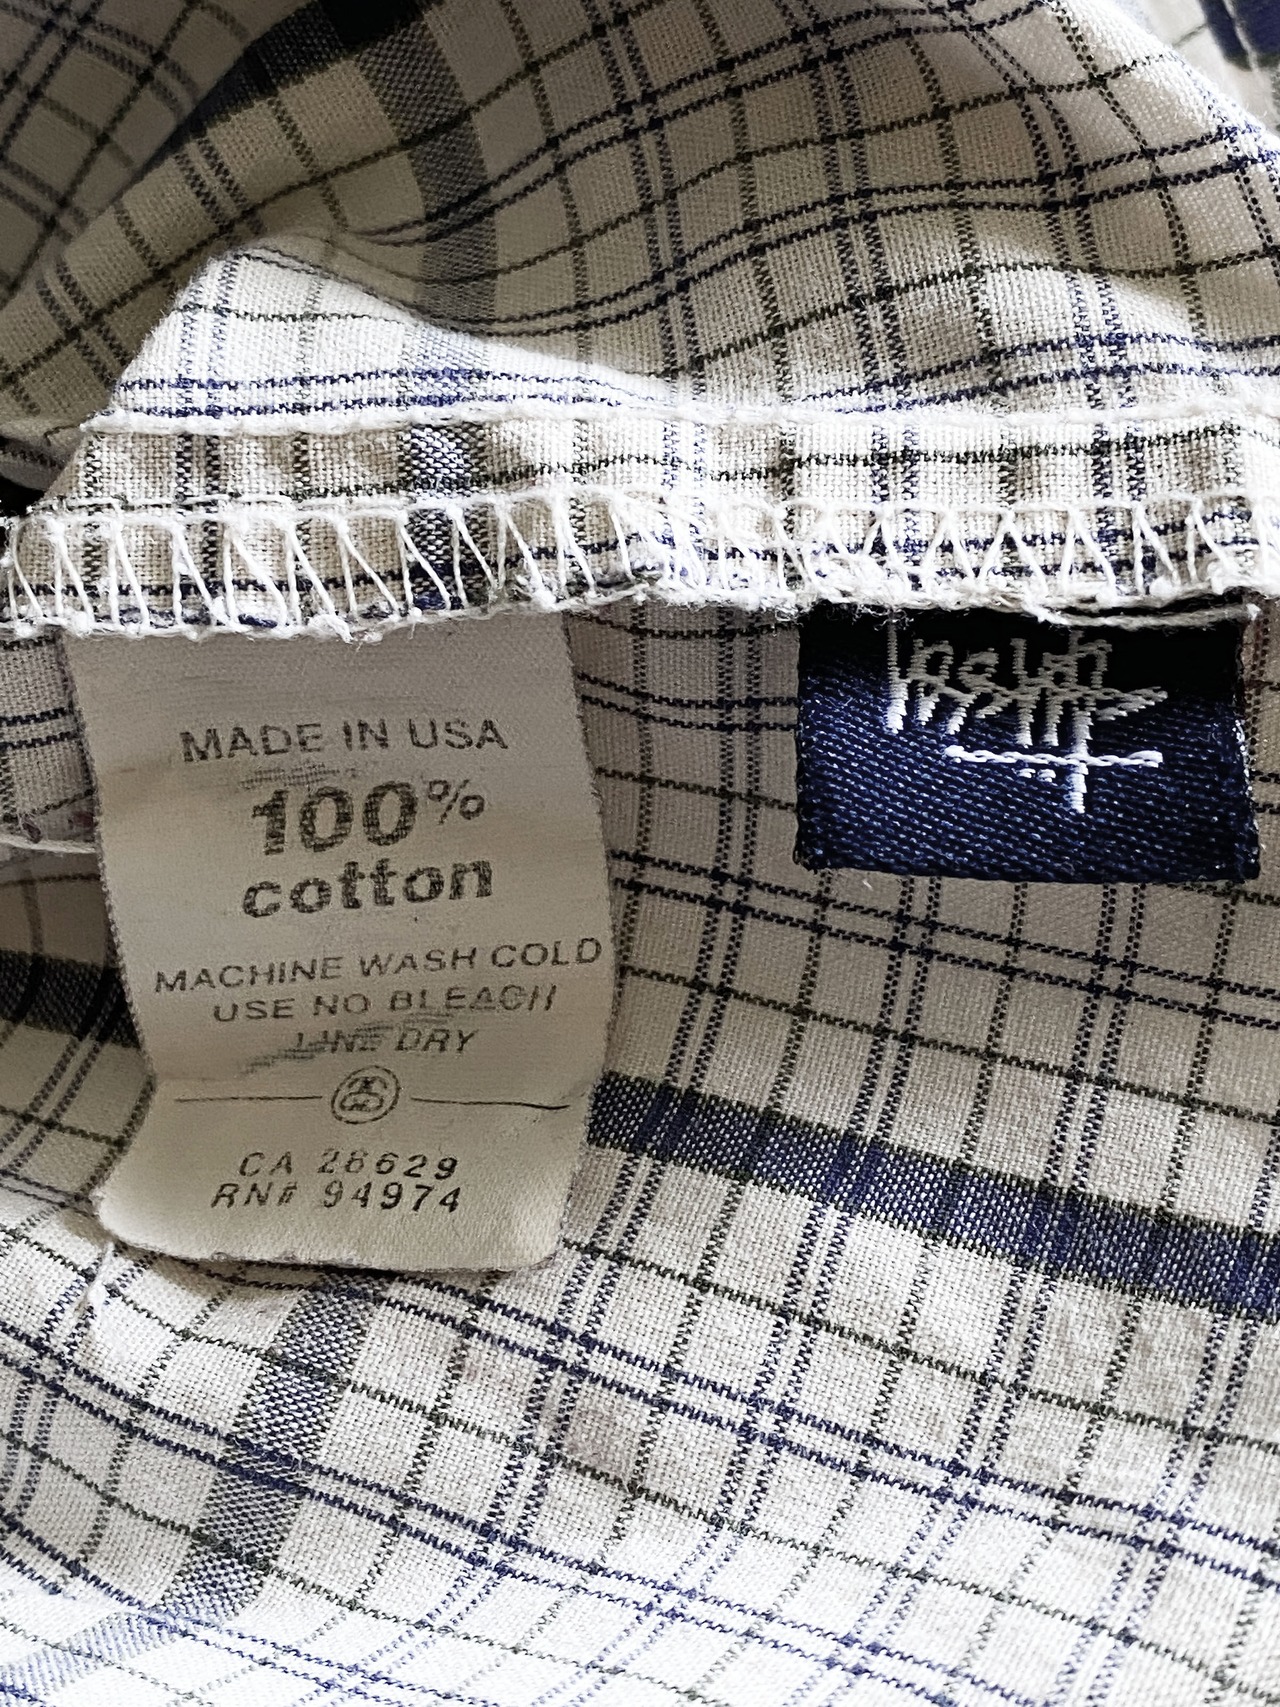 MADE IN USA
100%
cotton
MACHINE WASH COLD
USE NO BLEACH
LINE DRY
CA 28629
RN# 94974